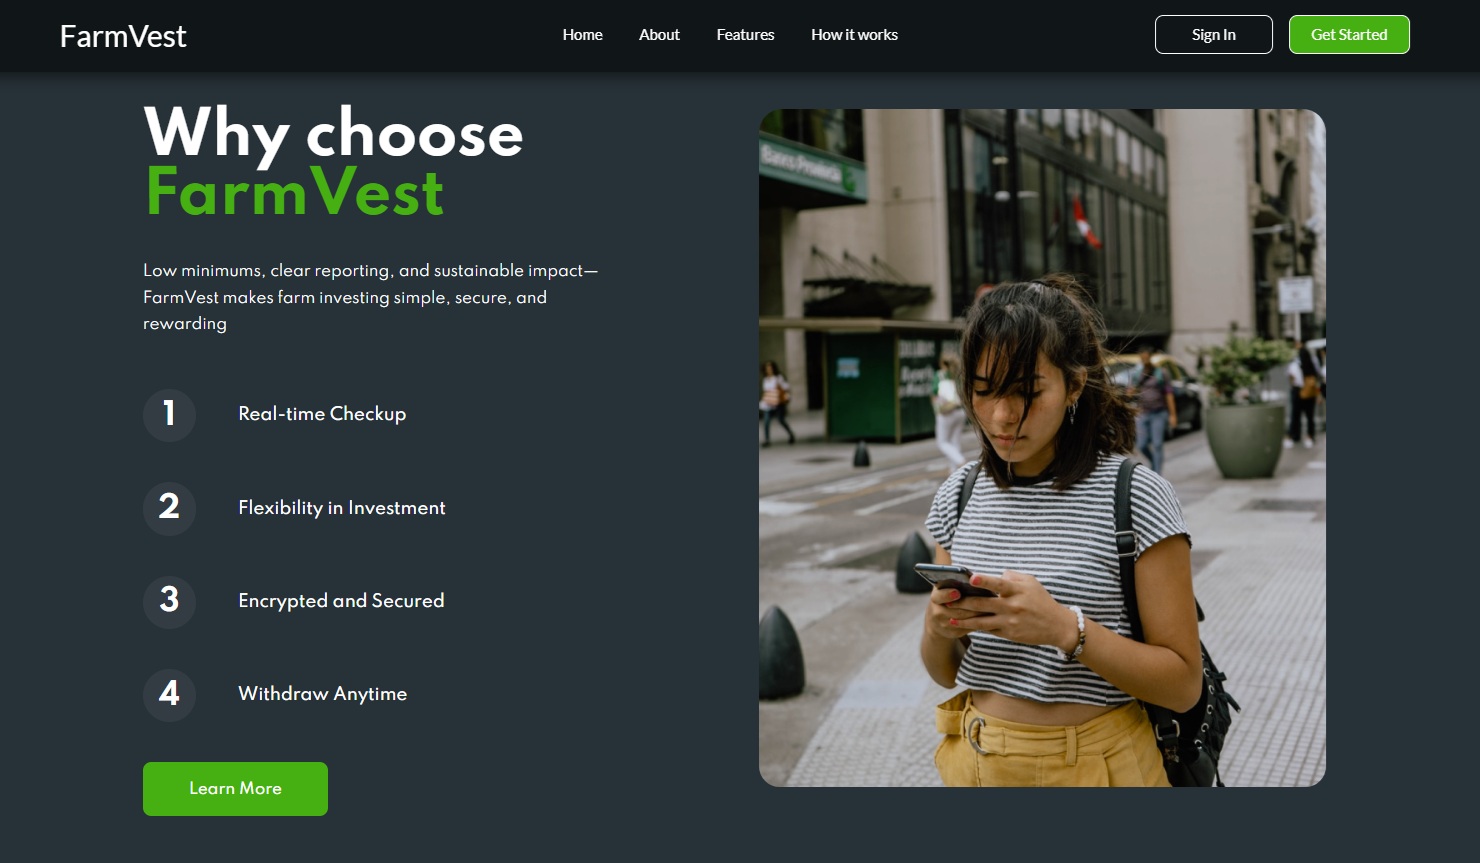 FarmVest
Home
About
Features
How it works
Sign In
Get Started
Why choose
FarmVest
Low minimums, clear reporting, and sustainable impact—
FarmVest makes farm investing simple, secure, and
rewarding
1
Real-time Checkup
2
Flexibility in Investment
3
Encrypted and Secured
4
Withdraw Anytime
Learn More